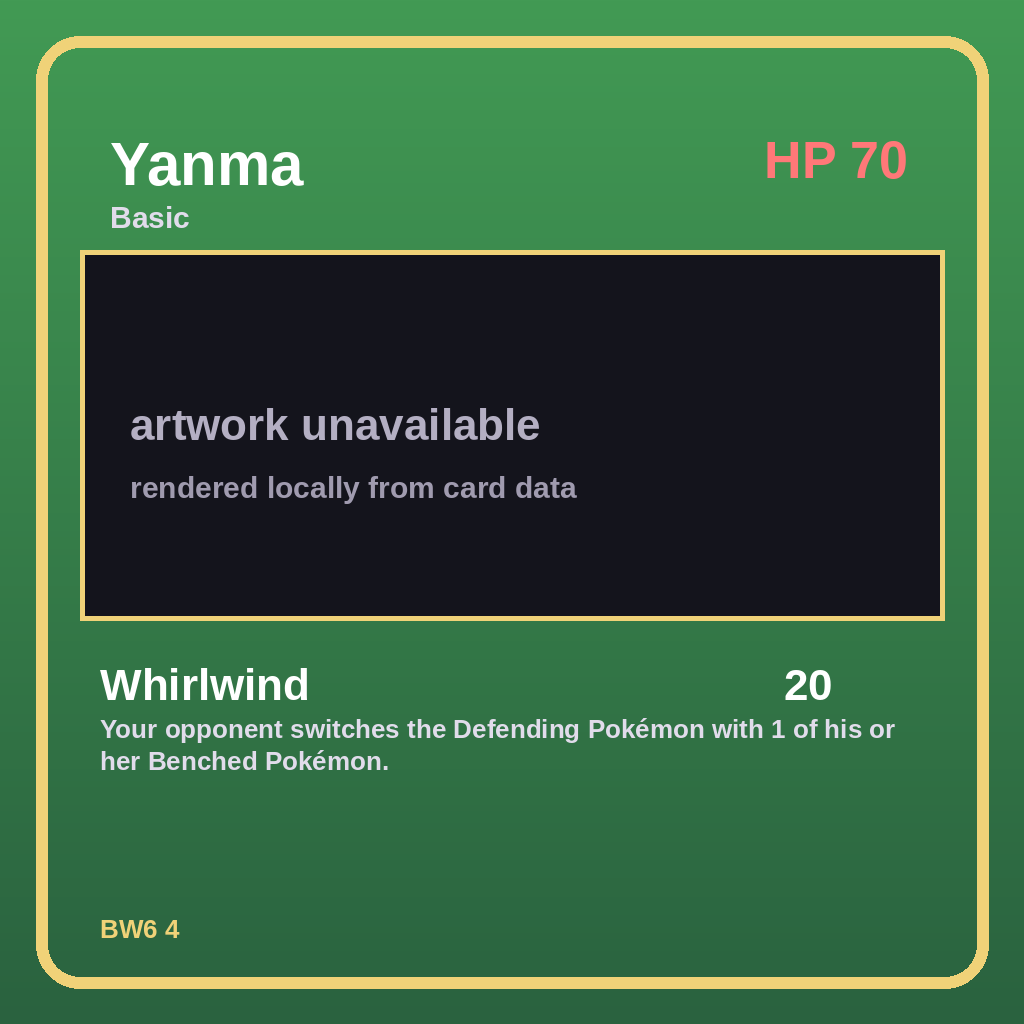 Yanma
HP 70
Basic
artwork unavailable
rendered locally from card data
Whirlwind
20
Your opponent switches the Defending Pokémon with 1 of his or
her Benched Pokémon.
BW6 4